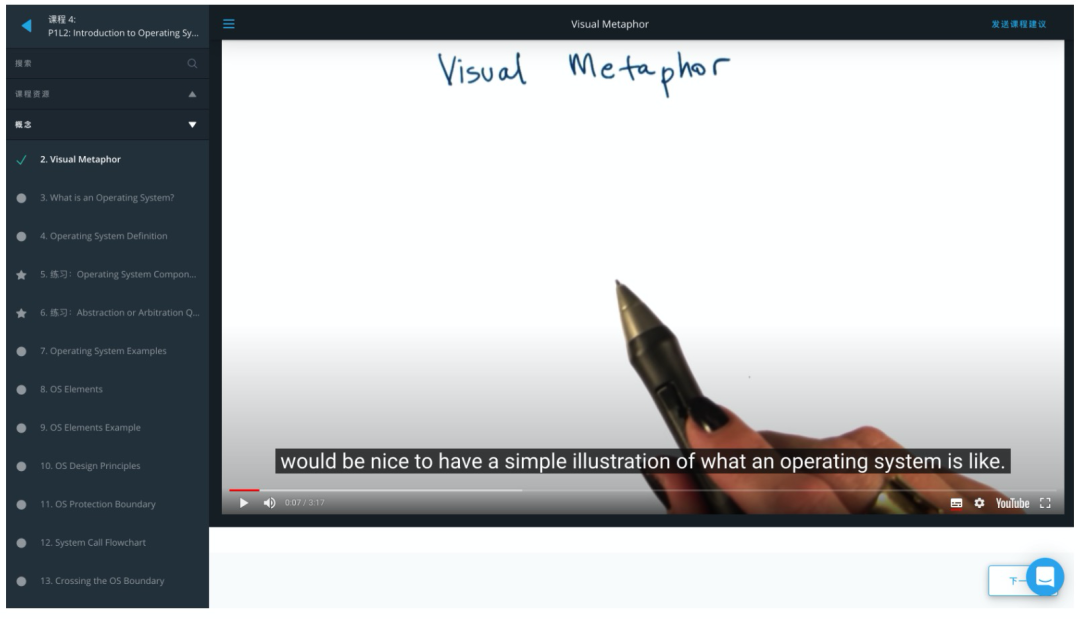 课程 4:
P1L2: Introduction to Operating Sy...
搜索
课程资源
概念
2. Visual Metaphor
3. What is an Operating System?
4. Operating System Definition
5. 练习：Operating System Compon...
6. 练习：Abstraction or Arbitration Q...
7. Operating System Examples
8. OS Elements
9. OS Elements Example
10. OS Design Principles
11. OS Protection Boundary
12. System Call Flowchart
13. Crossing the OS Boundary
Visual Metaphor
发送课程建议
Visual Metaphor
would be nice to have a simple illustration of what an operating system is like.
0:07 / 3:17
YouTube
下一